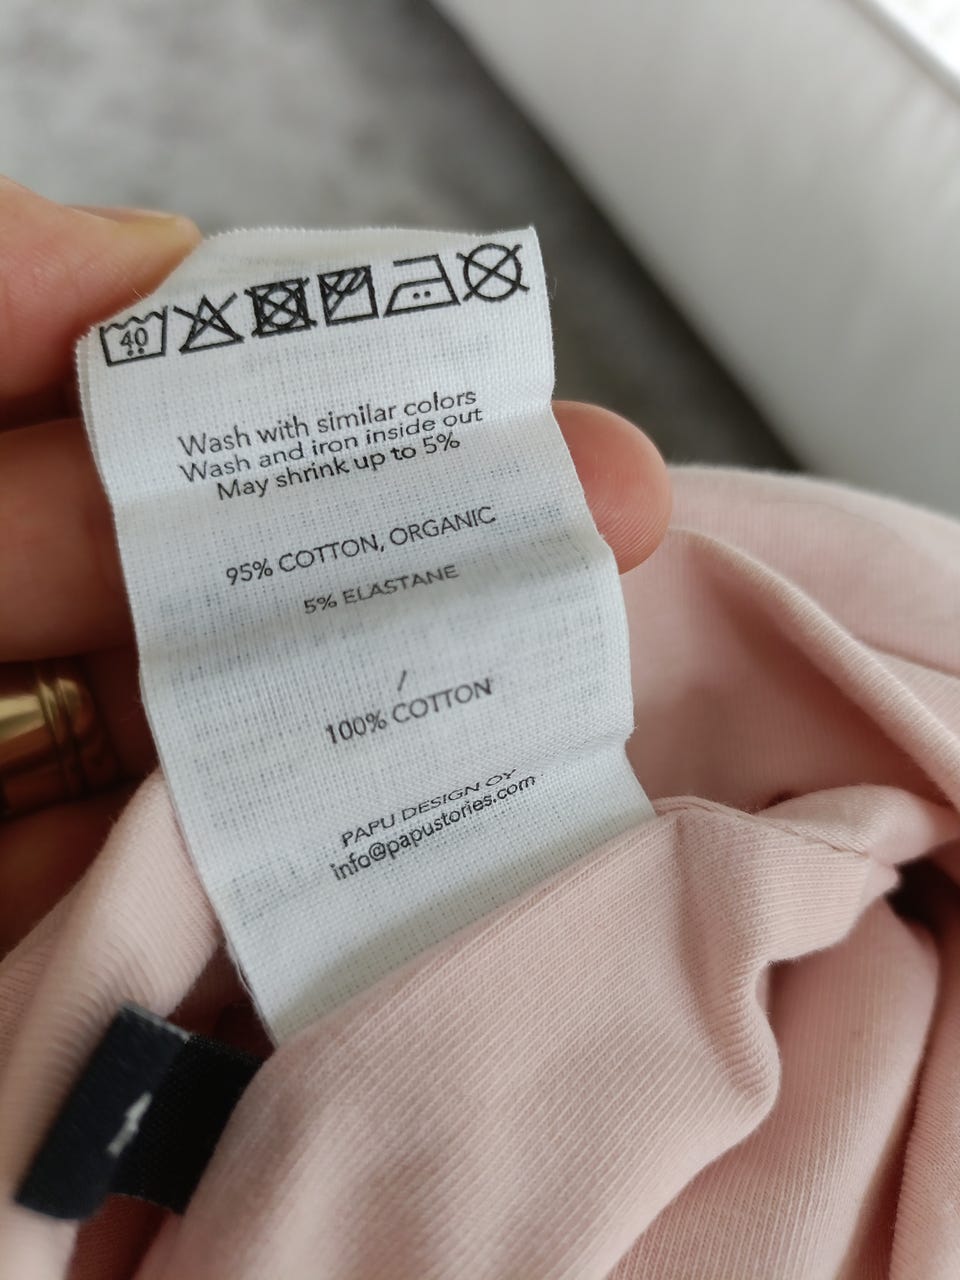 40
Wash with similar colors
Wash and iron inside out
May shrink up to 5%
95% COTTON, ORGANIC
5% ELASTANE
/
100% COTTON
PAPU DESIGN OY
info@papustories.com